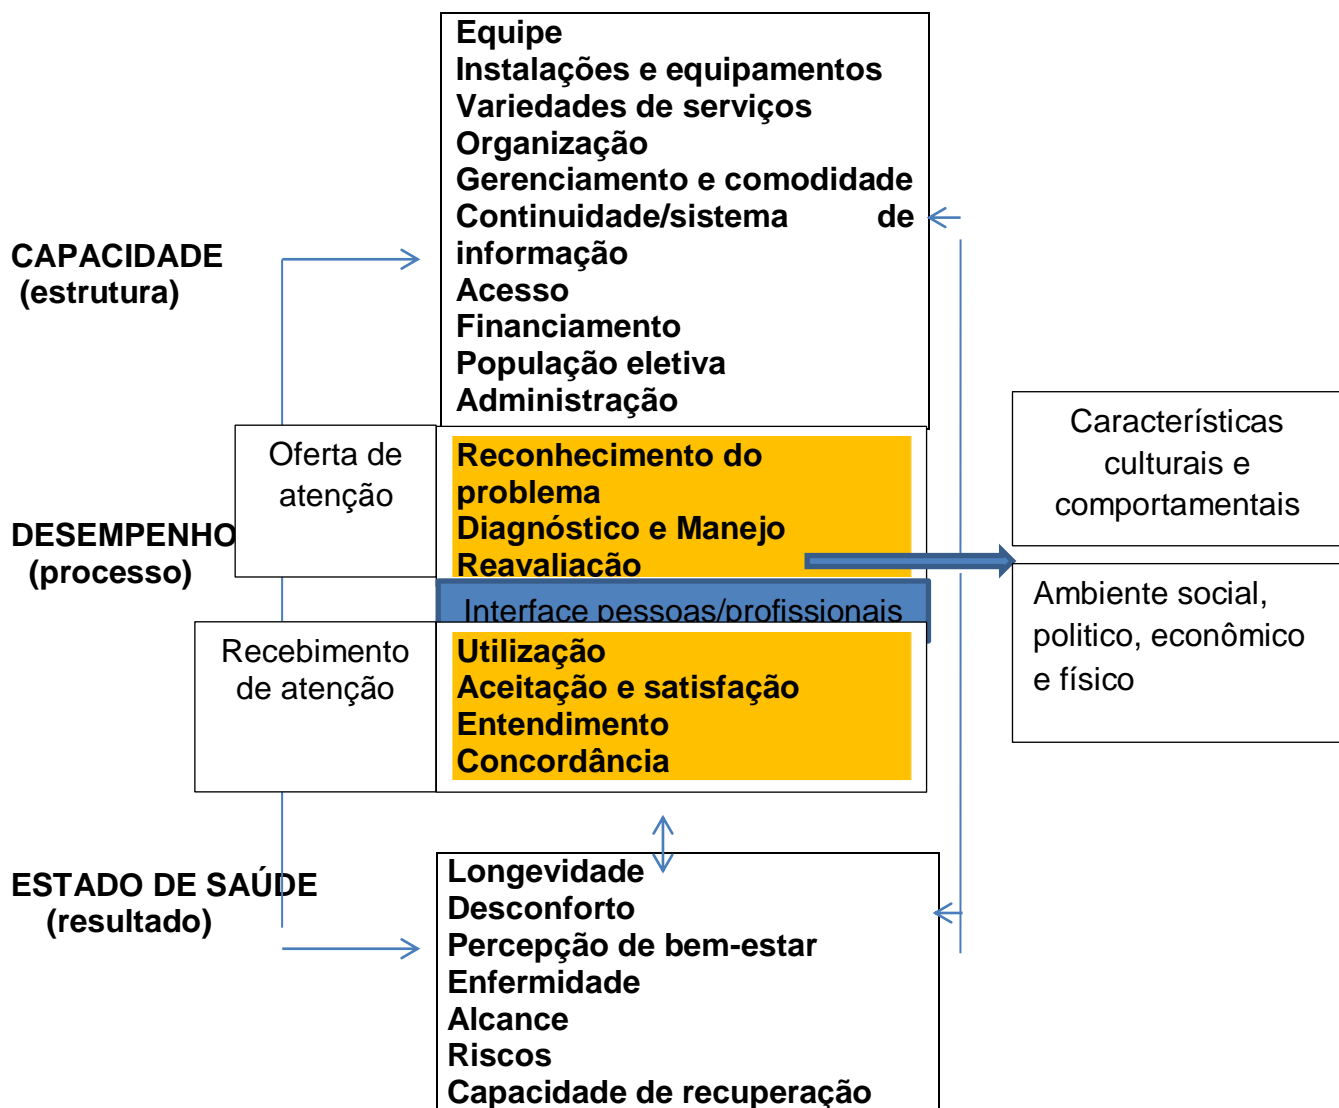 Equipe
Instalações e equipamentos
Variedades de serviços
Organização
Gerenciamento e comodidade
Continuidade/sistema de
informação
Acesso
Financiamento
População eletiva
Administração
CAPACIDADE
(estrutura)
Oferta de
atenção
Reconhecimento do
problema
Diagnóstico e Manejo
Reavaliação
DESEMPENHO
(processo)
Interface pessoas/profissionais
Recebimento
de atenção
Utilização
Aceitação e satisfação
Entendimento
Concordância
Características
culturais e
comportamentais
Ambiente social,
politico, econômico
e físico
ESTADO DE SAÚDE
(resultado)
Longevidade
Desconforto
Percepção de bem-estar
Enfermidade
Alcance
Riscos
Capacidade de recuperação